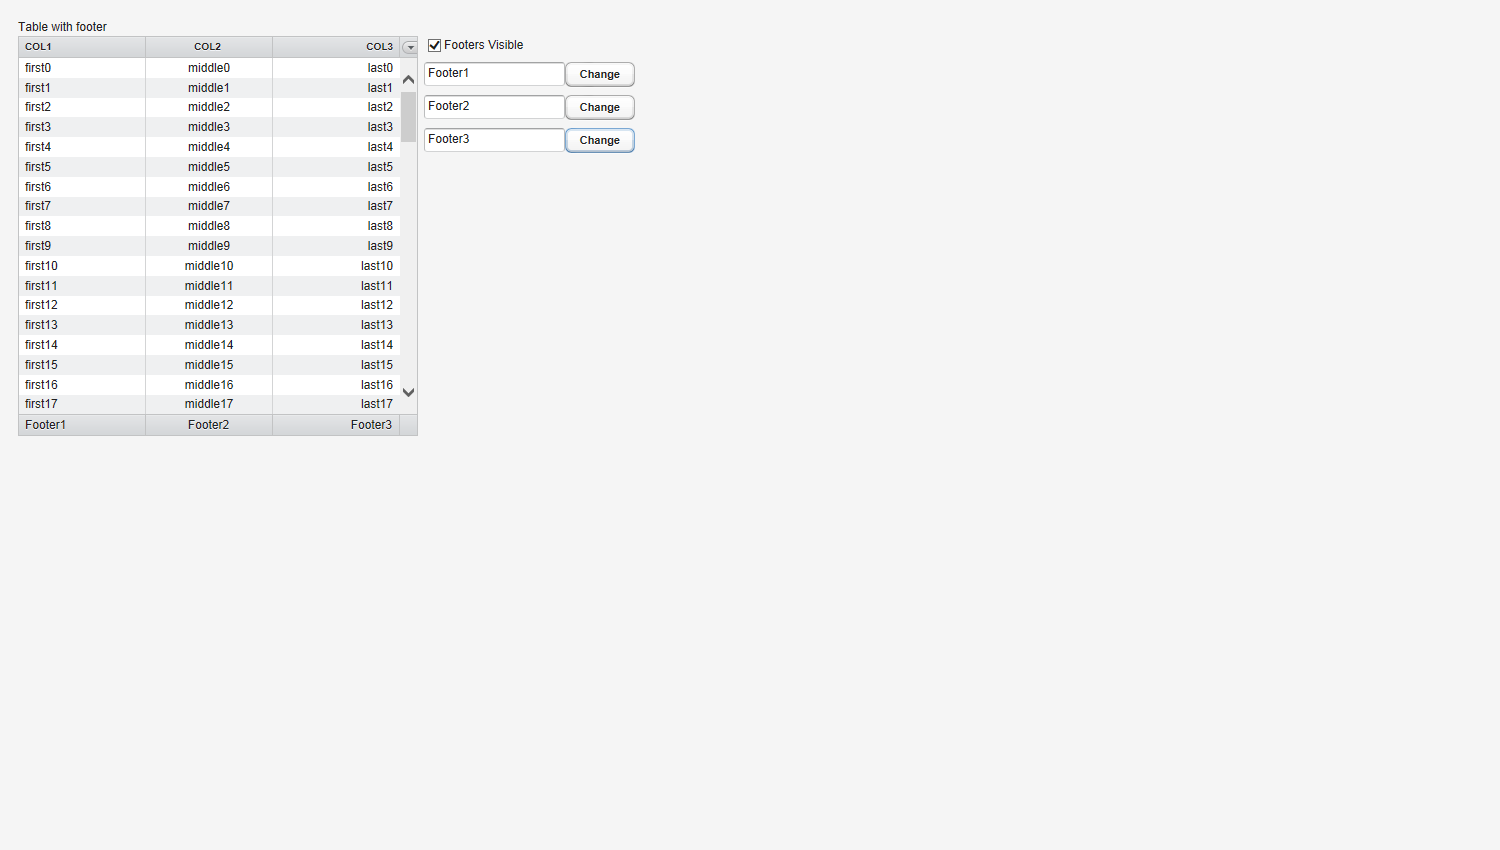 Table with footer
COL1 COL2 COL3
first0 middle0 last0
first1 middle1 last1
first2 middle2 last2
first3 middle3 last3
first4 middle4 last4
first5 middle5 last5
first6 middle6 last6
first7 middle7 last7
first8 middle8 last8
first9 middle9 last9
first10 middle10 last10
first11 middle11 last11
first12 middle12 last12
first13 middle13 last13
first14 middle14 last14
first15 middle15 last15
first16 middle16 last16
first17 middle17 last17
Footer1 Footer2 Footer3
Footers Visible
Footer1 Change
Footer2 Change
Footer3 Change